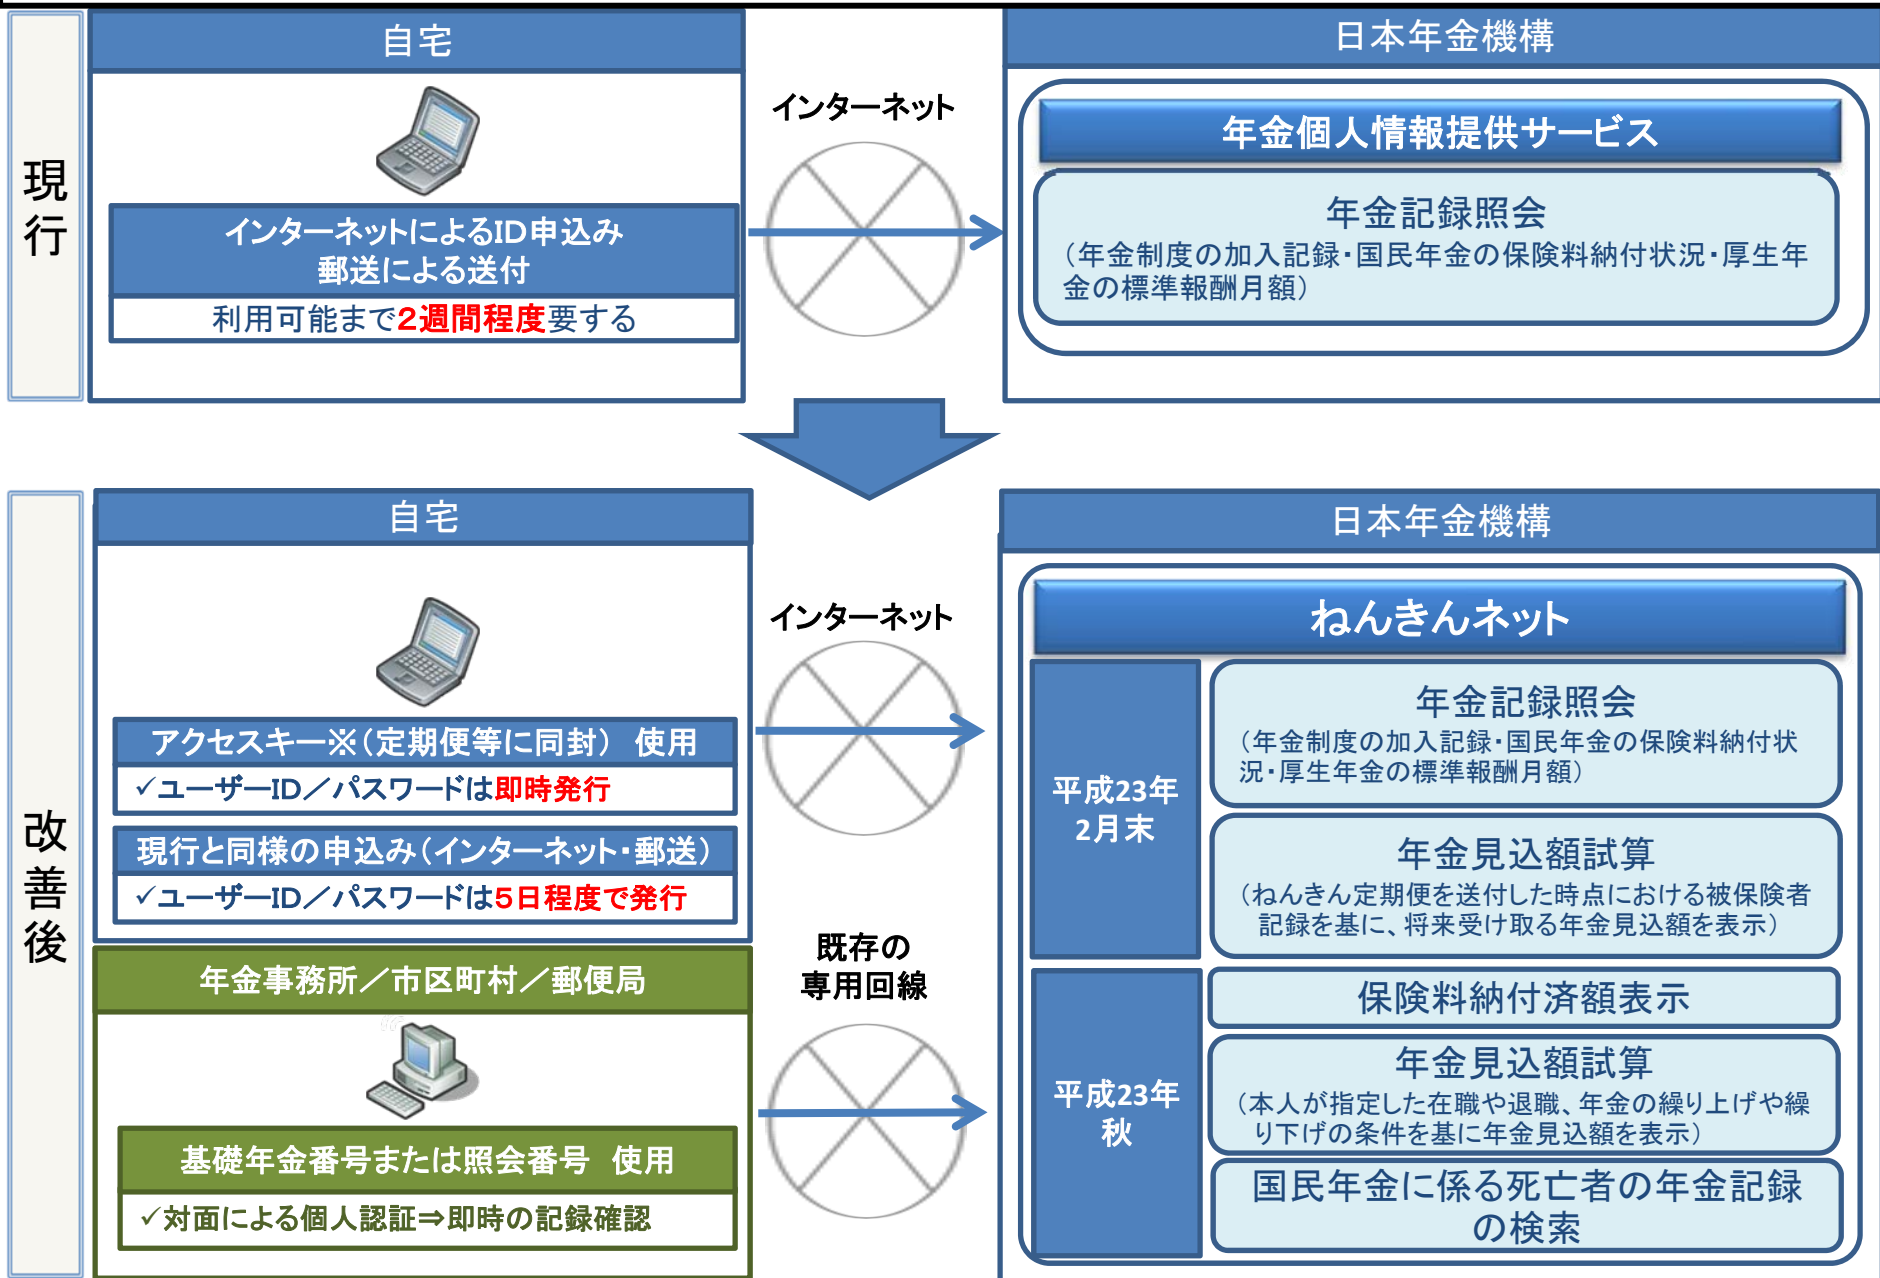 現行
自宅
インターネットによるID申込み
郵送による送付
利用可能まで2週間程度要する
インターネット
日本年金機構
年金個人情報提供サービス
年金記録照会
（年金制度の加入記録・国民年金の保険料納付状況・厚生年
金の標準報酬月額）
改善後
自宅
アクセスキー※（定期便等に同封）　使用
✓ユーザーID／パスワードは即時発行
現行と同様の申込み（インターネット・郵送）
✓ユーザーID／パスワードは5日程度で発行
年金事務所／市区町村／郵便局
基礎年金番号または照会番号　使用
✓対面による個人認証⇒即時の記録確認
インターネット
既存の
専用回線
日本年金機構
ねんきんネット
平成23年
2月末
年金記録照会
（年金制度の加入記録・国民年金の保険料納付状
況・厚生年金の標準報酬月額）
年金見込額試算
（ねんきん定期便を送付した時点における被保険者
記録を基に、将来受け取る年金見込額を表示）
平成23年
秋
保険料納付済額表示
年金見込額試算
（本人が指定した在職や退職、年金の繰り上げや繰
り下げの条件を基に年金見込額を表示）
国民年金に係る死亡者の年金記録
の検索